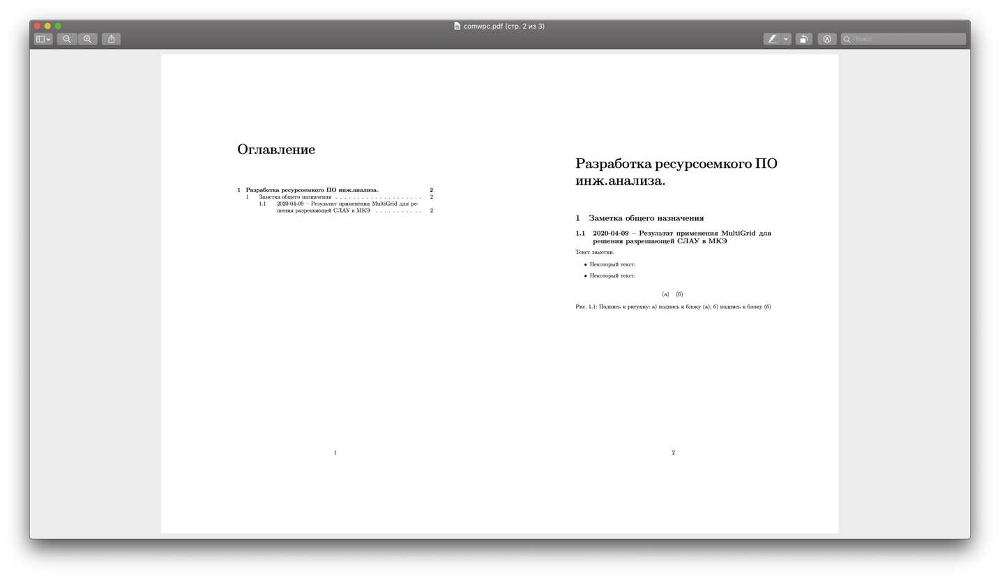 comwpc.pdf (стр. 2 из 3)
Поиск
Оглавление
1 Разработка ресурсоемкого ПО инж.анализа. 2
1 Заметка общего назначения . . . . . . . . . . . . . . . . . . . . 2
1.1 2020-04-09 – Результат применения MultiGrid для ре-
шения разрешающей СЛАУ в МКЭ . . . . . . . . . . . 2
1
Разработка ресурсоемкого ПО
инж.анализа.
1 Заметка общего назначения
1.1 2020-04-09 – Результат применения MultiGrid для
решения разрешающей СЛАУ в МКЭ
Текст заметки.
• Некоторый текст.
• Некоторый текст.
(а) (б)
Рис. 1.1: Подпись к рисунку: а) подпись к блоку (а); б) подпись к блоку (б)
2